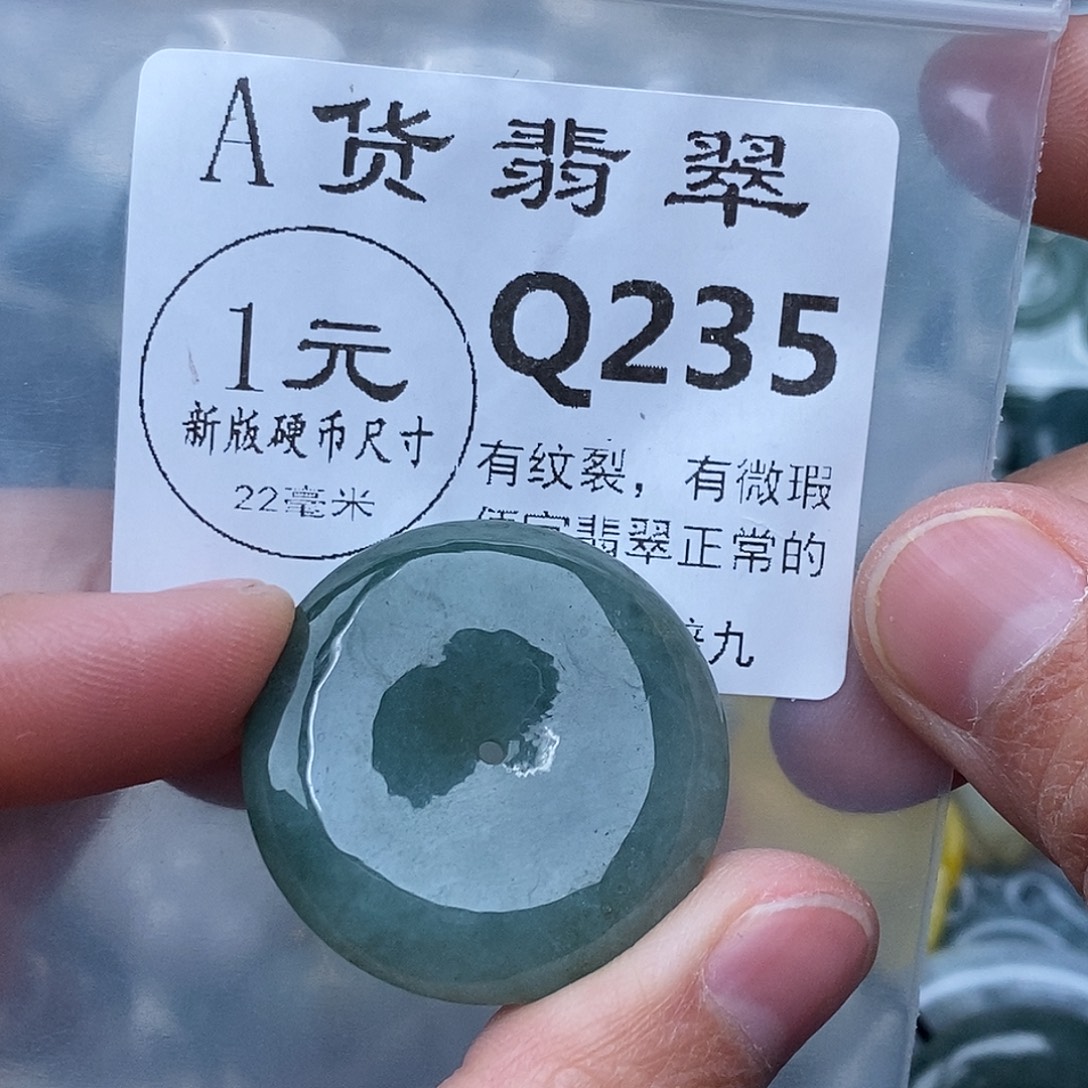 A货翡翠
1元
新版硬币尺寸
22毫米
Q235
有纹裂，有微瑕
翡翠正常的
九